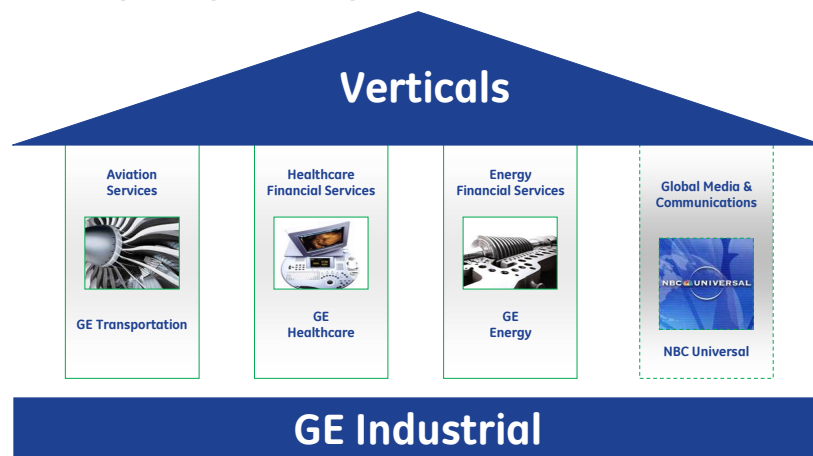 Verticals
Aviation
Services
GE Transportation
Healthcare
Financial Services
GE
Healthcare
Energy
Financial Services
GE
Energy
Global Media &
Communications
NBC UNIVERSAL
NBC Universal
GE Industrial